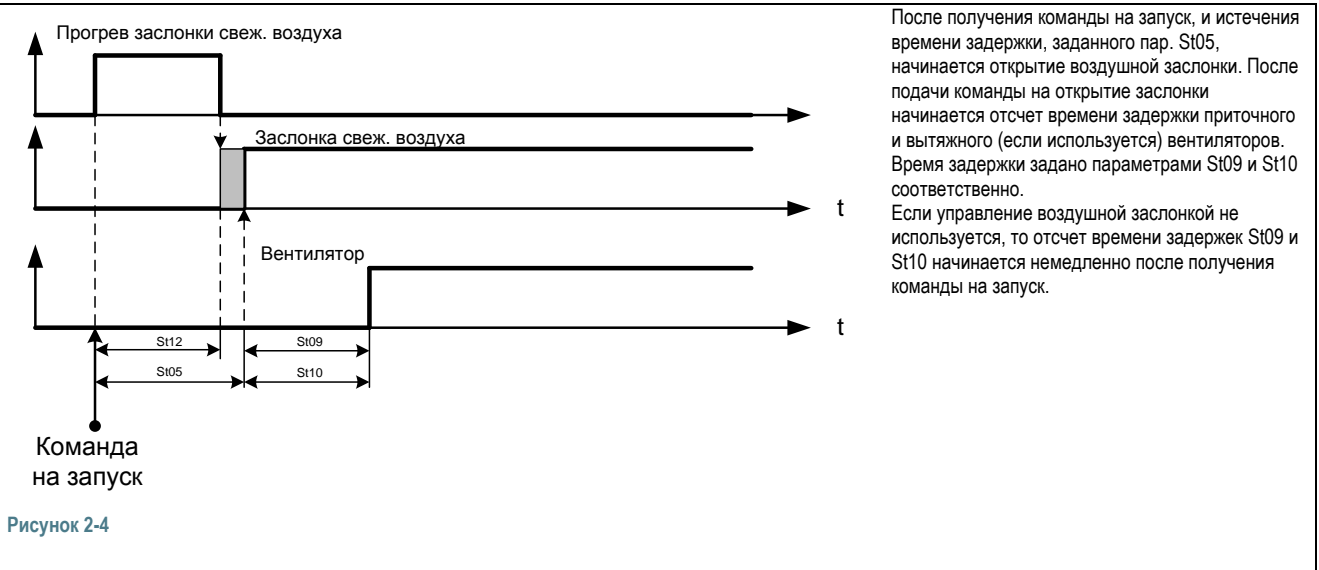 Прогрев заслонки свеж. воздуха
Заслонка свеж. воздуха
t
Вентилятор
t
St12
St09
St05
St10
Команда
на запуск
Рисунок 2-4
После получения команды на запуск, и истечения
времени задержки, заданного пар. St05,
начинается открытие воздушной заслонки. После
подачи команды на открытие заслонки
начинается отсчет времени задержки приточного
и вытяжного (если используется) вентиляторов.
Время задержки задано параметрами St09 и St10
соответственно.
Если управление воздушной заслонкой не
используется, то отсчет времени задержек St09 и
St10 начинается немедленно после получения
команды на запуск.